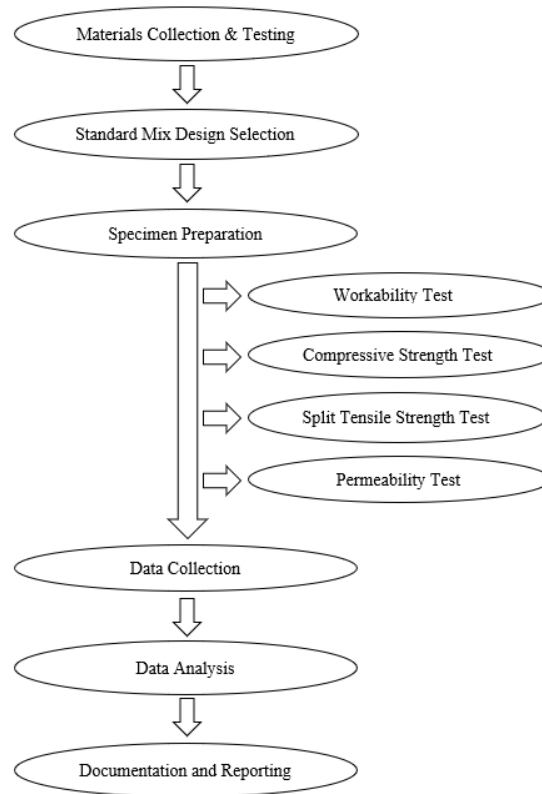 Materials Collection & Testing
Standard Mix Design Selection
Specimen Preparation
Workability Test
Compressive Strength Test
Split Tensile Strength Test
Permeability Test
Data Collection
Data Analysis
Documentation and Reporting